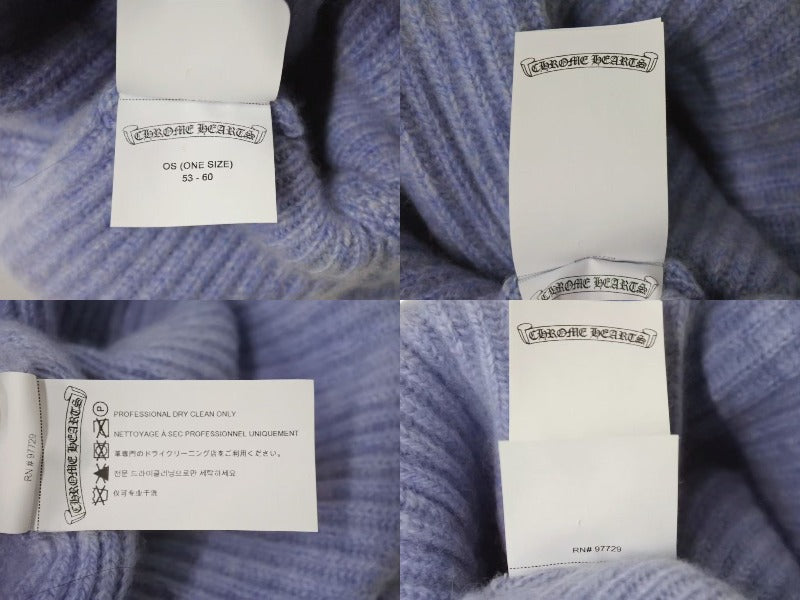 CHROME HEARTS
OS (ONE SIZE)
53 - 60
CHROME HEARTS
CHROME HEARTS
RN # 97729
CHROME HEARTS
PROFESSIONAL DRY CLEAN ONLY
NETTOYAGE À SEC PROFESSIONNEL UNIQUEMENT
革専門のドライクリーニング店をご利用ください。
전문 드라이클리닝으로만 세탁하세요
仅可专业干洗
P
CHROME HEARTS
RN# 97729